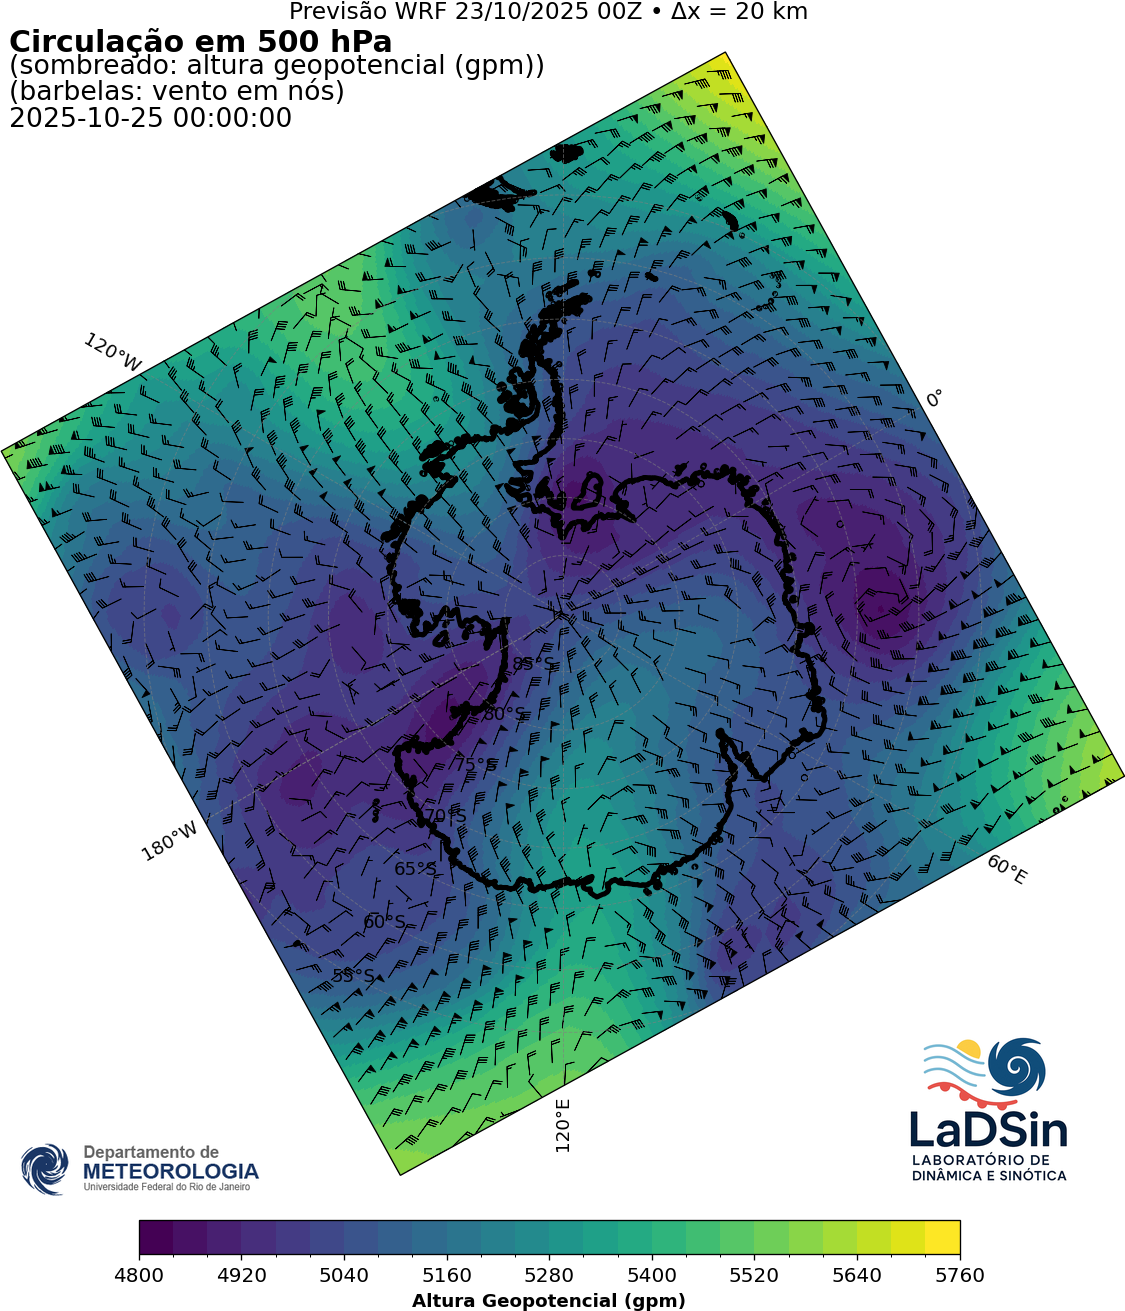 Previsão WRF 23/10/2025 00Z • Δx = 20 km
Circulação em 500 hPa
(sombreado: altura geopotencial (gpm))
(barbelas: vento em nós)
2025-10-25 00:00:00
120°W
0°
85°S
80°S
75°S
70°S
65°S
60°S
55°S
180°W
60°E
120°E
LaDSin
LABORATÓRIO DE
DINÂMICA E SINÓTICA
Departamento de
METEOROLOGIA
Universidade Federal do Rio de Janeiro
4800 4920 5040 5160 5280 5400 5520 5640 5760
Altura Geopotencial (gpm)